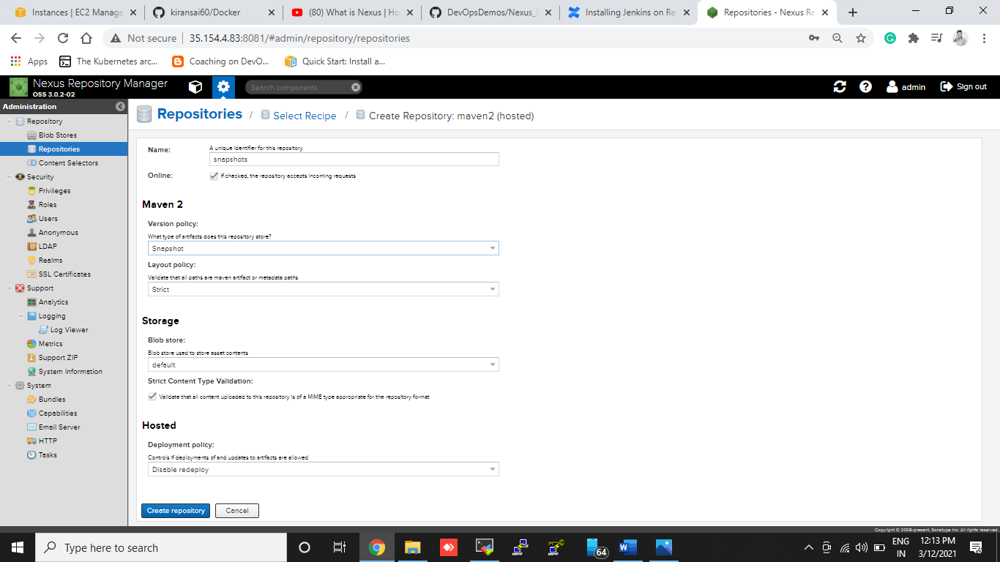 Instances | EC2 Manage
kiransai60/Docker
(80) What is Nexus | Ho
DevOpsDemos/Nexus_
Installing Jenkins on Re
Repositories - Nexus Re
Not secure
35.154.4.83:8081/#admin/repository/repositories
Apps
The Kubernetes arc...
Coaching on DevO...
Quick Start: Install a...
Nexus Repository Manager
OSS 3.0.2-02
Search components
admin
Sign out
Administration
Repository
Blob Stores
Repositories
Content Selectors
Security
Privileges
Roles
Users
Anonymous
LDAP
Realms
SSL Certificates
Support
Analytics
Logging
Log Viewer
Metrics
Support ZIP
System Information
System
Bundles
Capabilities
Email Server
HTTP
Tasks
Repositories / Select Recipe / Create Repository: maven2 (hosted)
Name:
A unique identifier for this repository
snapshots
Online:
If checked, the repository accepts incoming requests
Maven 2
Version policy:
What type of artifacts does this repository store?
Snapshot
Layout policy:
Validate that all paths are maven artifact or metadata paths
Strict
Storage
Blob store:
Blob store used to store asset contents
default
Strict Content Type Validation:
Validate that all content uploaded to this repository is of a MIME type appropriate for the repository format
Hosted
Deployment policy:
Controls if deployments of and updates to artifacts are allowed
Disable redeploy
Create repository
Cancel
Copyright © 2008-present, Sonatype Inc. All rights reserved.
Type here to search
64
ENG
IN
12:13 PM
3/12/2021